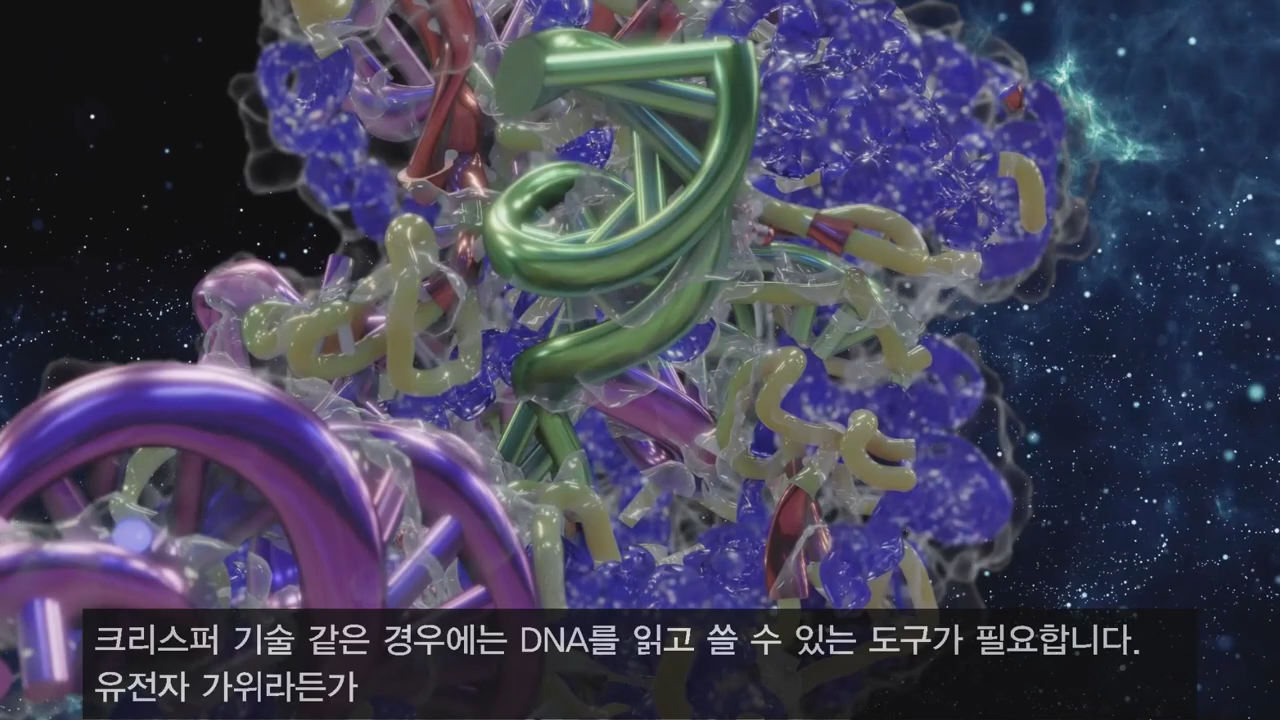 크리스퍼 기술 같은 경우에는 DNA를 읽고 쓸 수 있는 도구가 필요합니다.
유전자 가위라든가